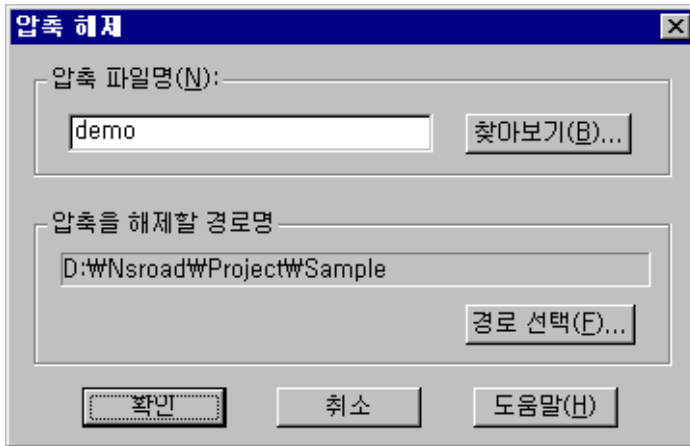 압축 해제
압축 파일명(N):
demo
찾아보기(B)...
압축을 해제할 경로명
D:₩Nsroad₩Project₩Sample
경로 선택(F)...
확인
취소
도움말(H)